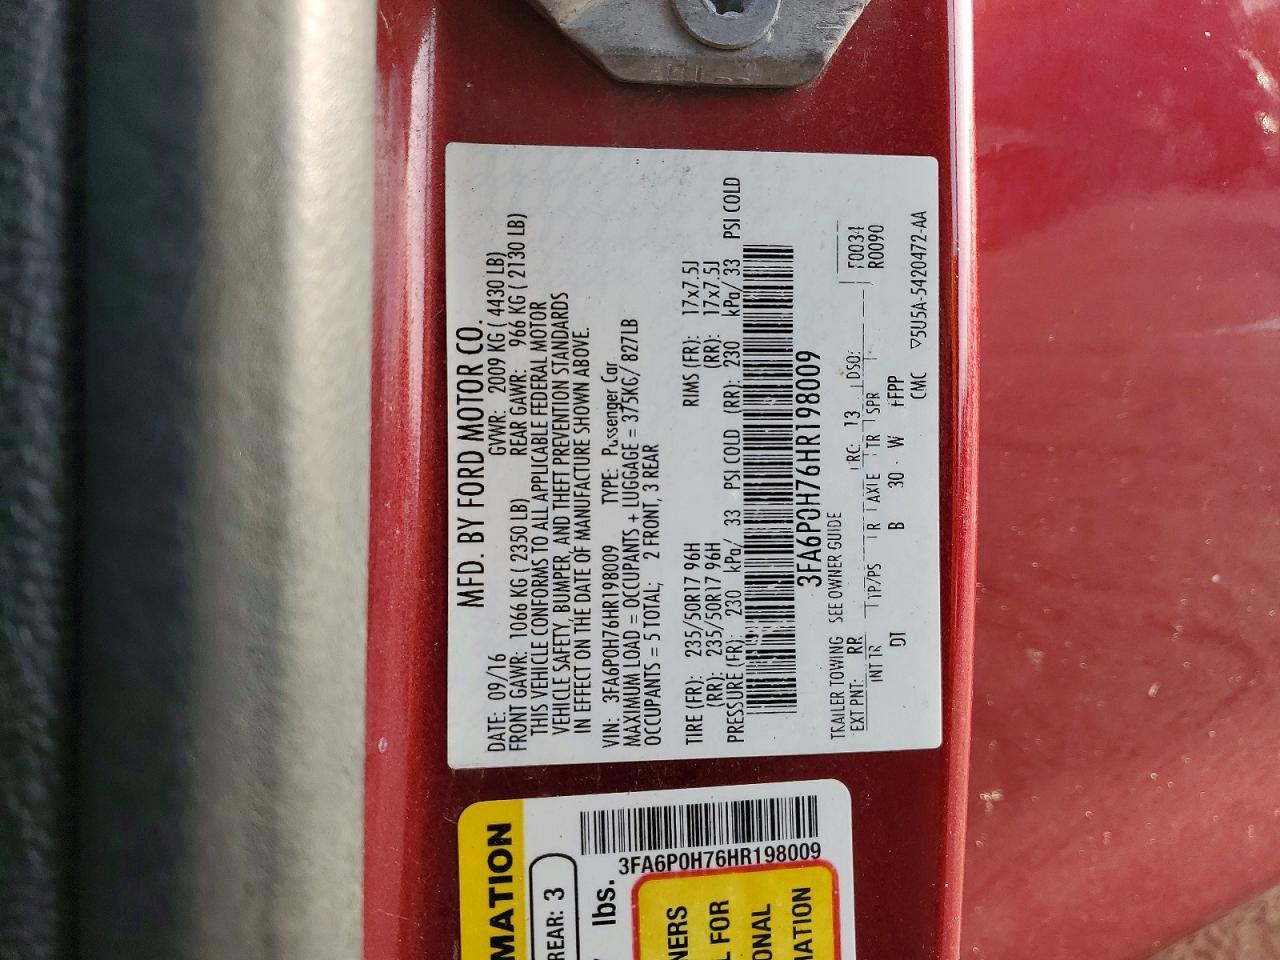 MFD. BY FORD MOTOR CO.
DATE: 09/16 GVWR: 2009 KG ( 4430 LB)
FRONT GAWR: 1066 KG ( 2350 LB) REAR GAWR: 966 KG ( 2130 LB)
THIS VEHICLE CONFORMS TO ALL APPLICABLE FEDERAL MOTOR
VEHICLE SAFETY, BUMPER, AND THEFT PREVENTION STANDARDS
IN EFFECT ON THE DATE OF MANUFACTURE SHOWN ABOVE.
VIN: 3FA6P0H76HR198009 TYPE: Passenger Car
MAXIMUM LOAD = OCCUPANTS + LUGGAGE = 375KG/ 827LB
OCCUPANTS = 5 TOTAL; 2 FRONT, 3 REAR
TIRE (FR): 235/50R17 96H RIMS (FR): 17x7.5J
(RR): 235/50R17 96H (RR): 17x7.5J
PRESSURE (FR): 230 kPa/ 33 PSI COLD (RR): 230 kPa/ 33 PSI COLD
3FA6P0H76HR198009
TRAILER TOWING SEE OWNER GUIDE
F0034
EXT PNT: RR RC: 13 DSO: R0090
INT TR TP/PS R AXLE TR SPR
DT B 30 W FPP
CMC 5U5A-5420472-AA
MATION
REAR: 3
3FA6P0H76HR198009
lbs.
NERS
L FOR
ONAL
MATION